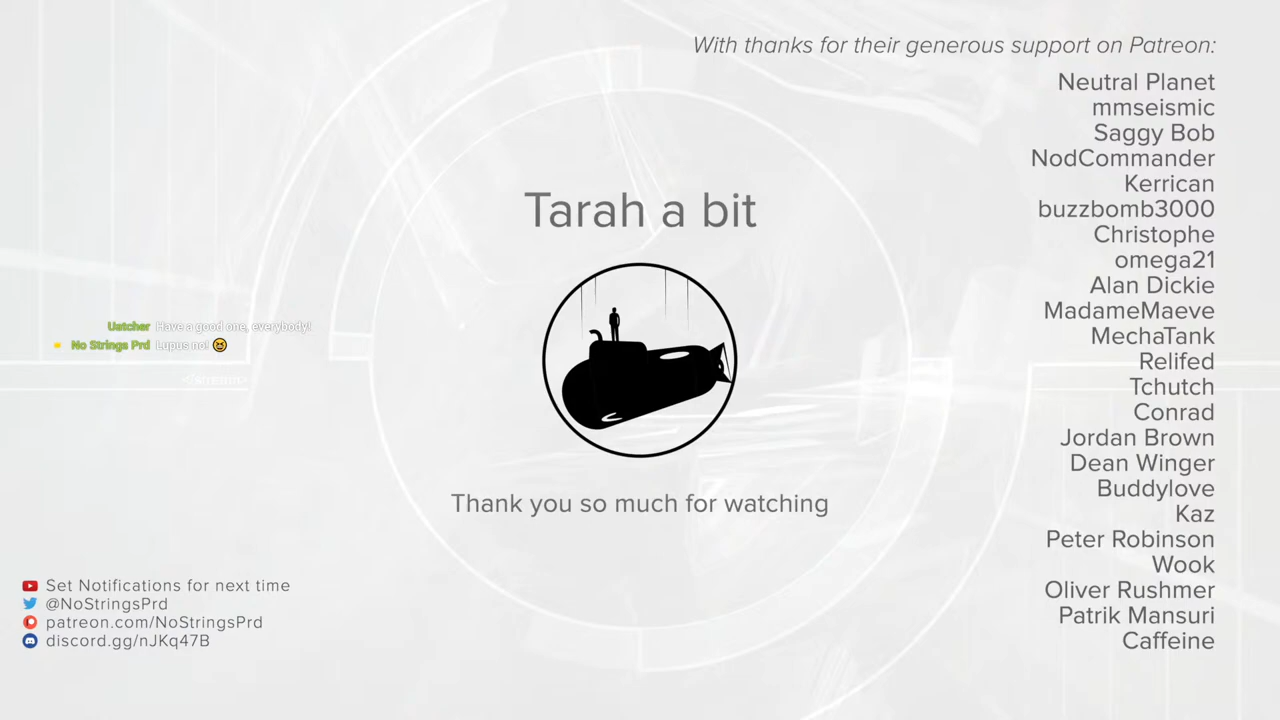 With thanks for their generous support on Patreon:
Neutral Planet
mmseismic
Saggy Bob
NodCommander
Kerrican
buzzbomb3000
Christophe
omega21
Alan Dickie
MadameMaeve
MechaTank
Relifed
Tchutch
Conrad
Jordan Brown
Dean Winger
Buddylove
Kaz
Peter Robinson
Wook
Oliver Rushmer
Patrik Mansuri
Caffeine
Tarah a bit
Thank you so much for watching
Uatcher Have a good one, everybody!
No Strings Prd Lupus no! 😆
Set Notifications for next time
@NoStringsPrd
patreon.com/NoStringsPrd
discord.gg/nJKq47B